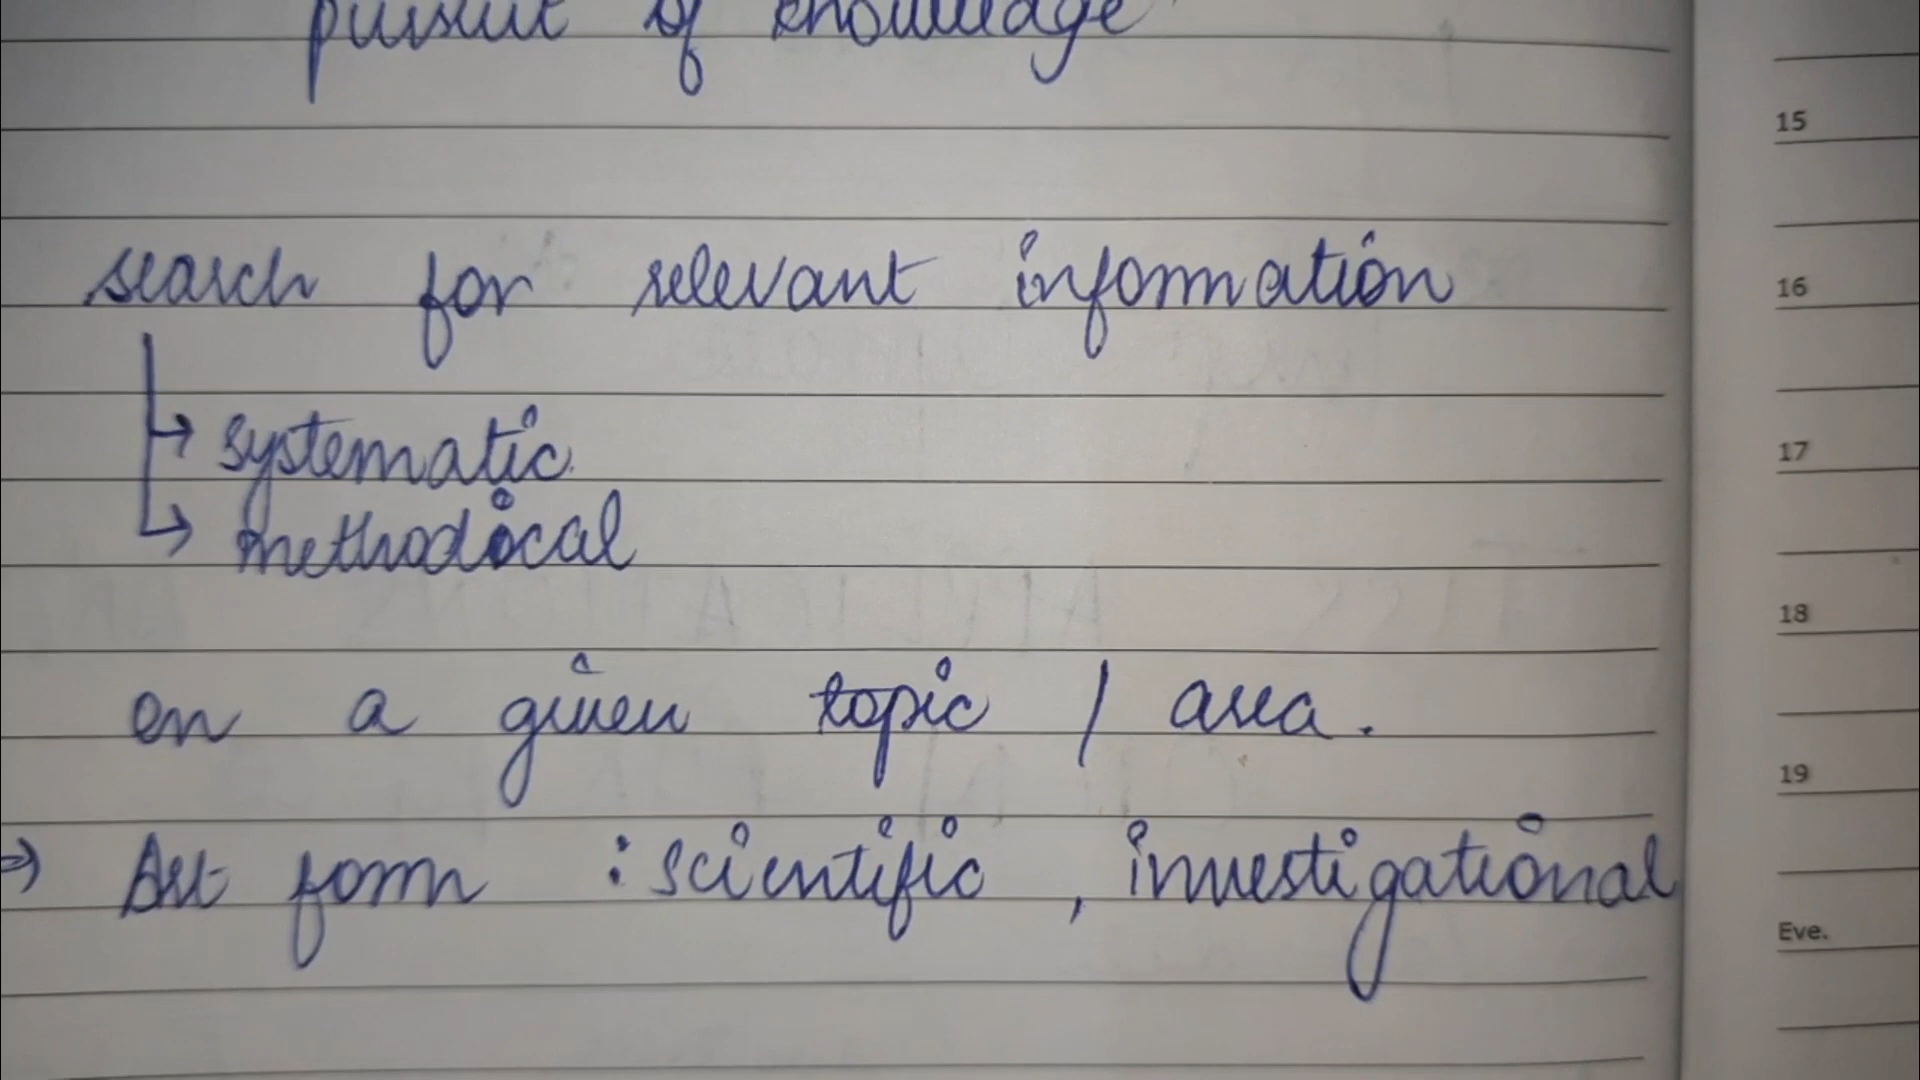 pursuit of knowledge
search for relevant information
→ systematic
→ methodical
on a given topic / area.
⇒ Art form : scientific , investigational
15
16
17
18
19
Eve.